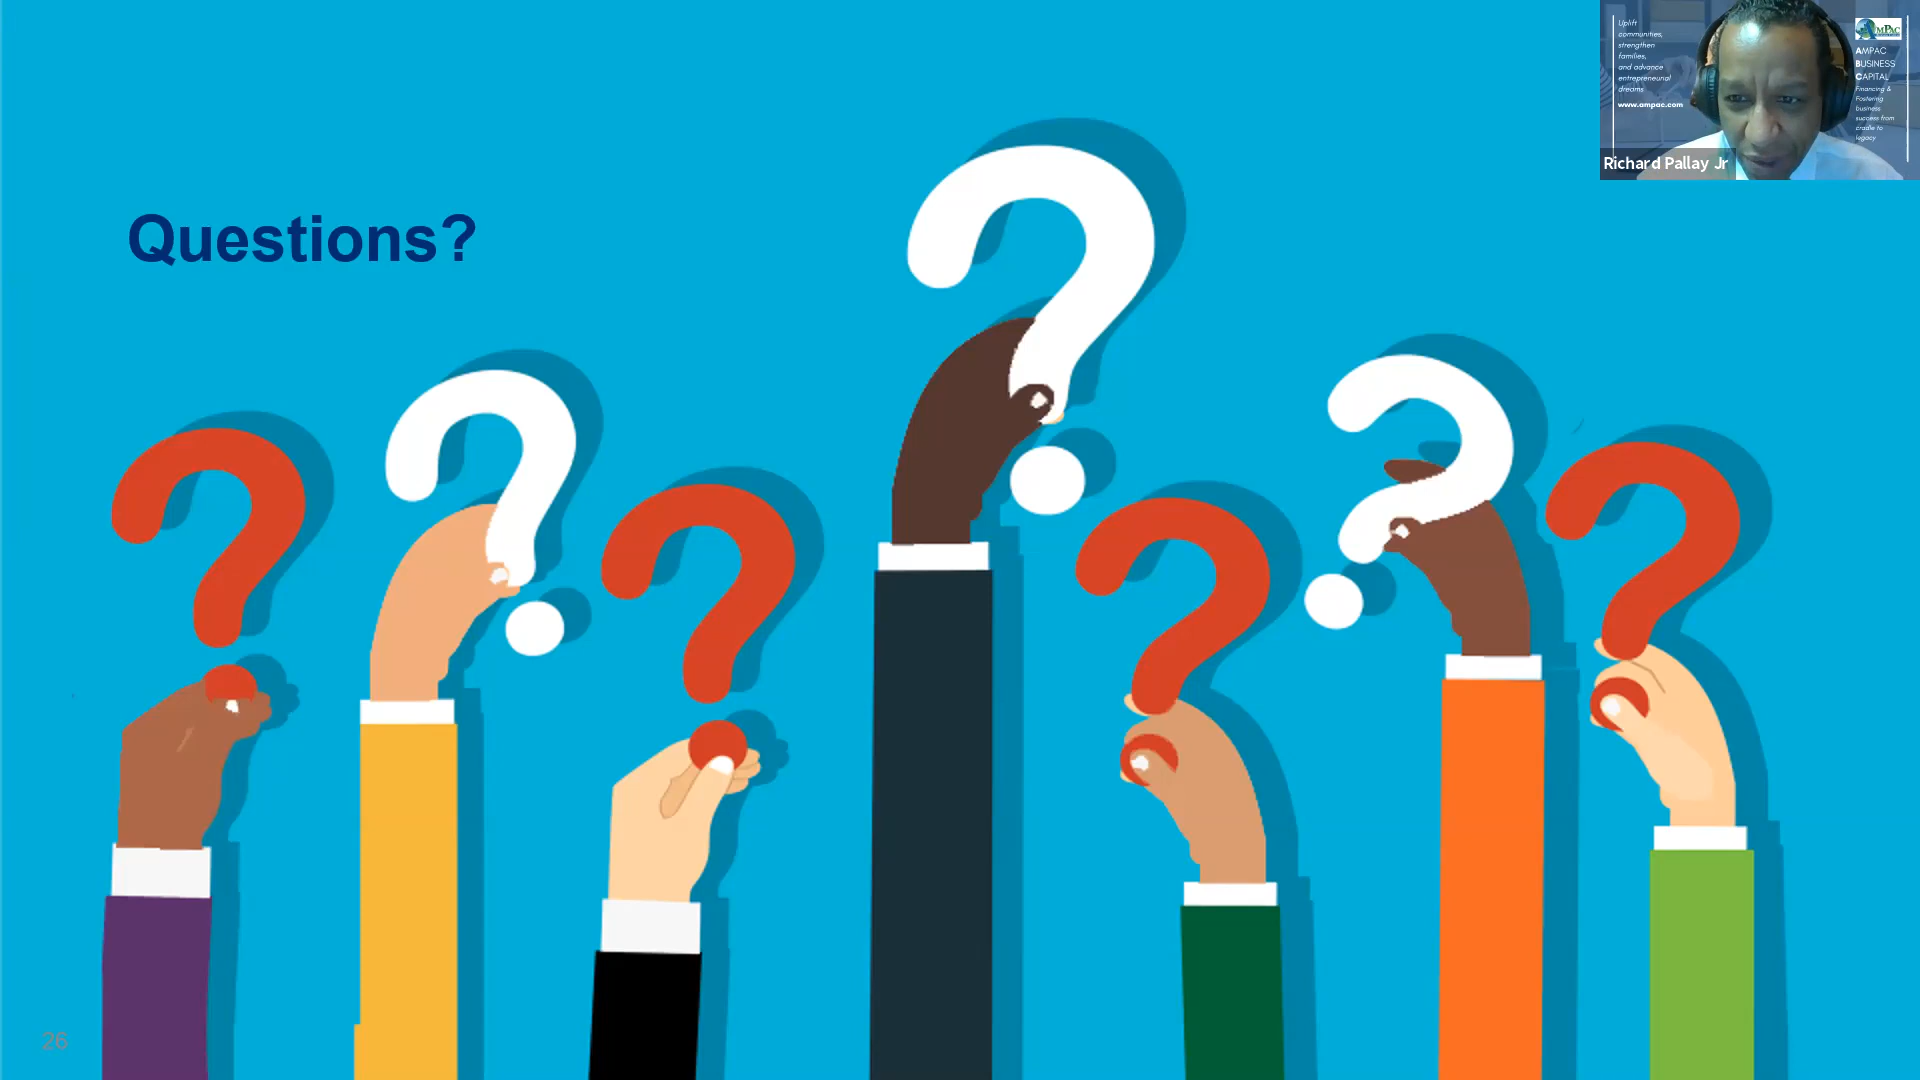 Questions?
Uplift
communities,
strengthen
families,
and advance
entrepreneurial
dreams
www.ampac.com
AMPAC
AMPAC
BUSINESS
CAPITAL
Financing &
Fostering
business
success from
cradle to
legacy
Richard Pallay Jr
26